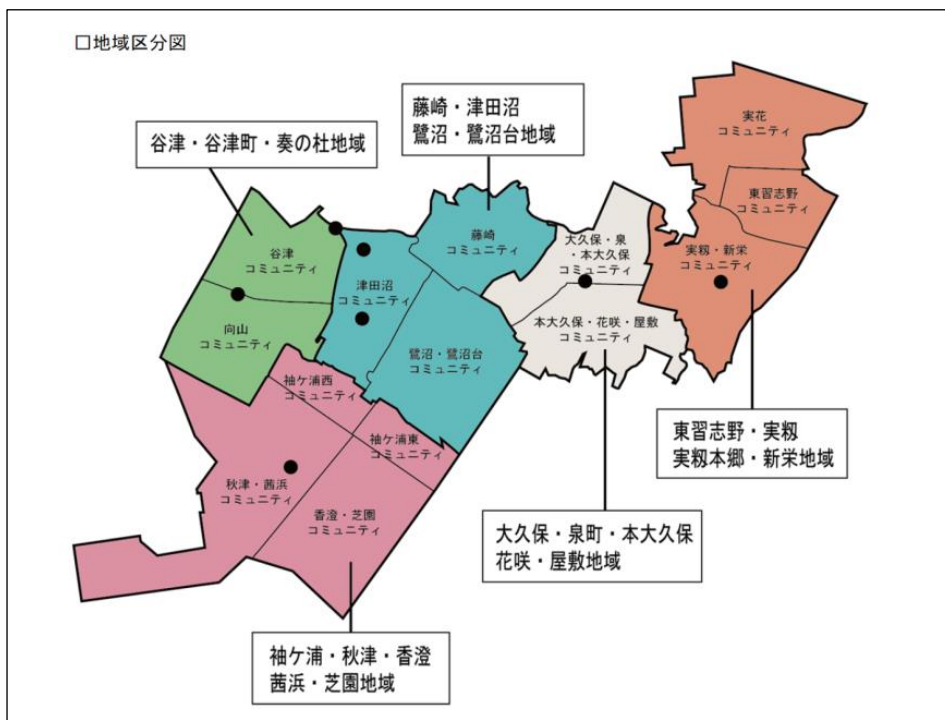 □地域区分図
藤崎・津田沼
鷺沼・鷺沼台地域
谷津・谷津町・奏の杜地域
実花
コミュニティ
東習志野
コミュニティ
藤崎
コミュニティ
大久保・泉
・本大久保
コミュニティ
実籾・新栄
コミュニティ
谷津
コミュニティ
津田沼
コミュニティ
向山
コミュニティ
本大久保・花咲・屋敷
コミュニティ
鷺沼・鷺沼台
コミュニティ
袖ケ浦西
コミュニティ
袖ケ浦東
コミュニティ
東習志野・実籾
実籾本郷・新栄地域
秋津・茜浜
コミュニティ
香澄・芝園
コミュニティ
大久保・泉町・本大久保
花咲・屋敷地域
袖ケ浦・秋津・香澄
茜浜・芝園地域